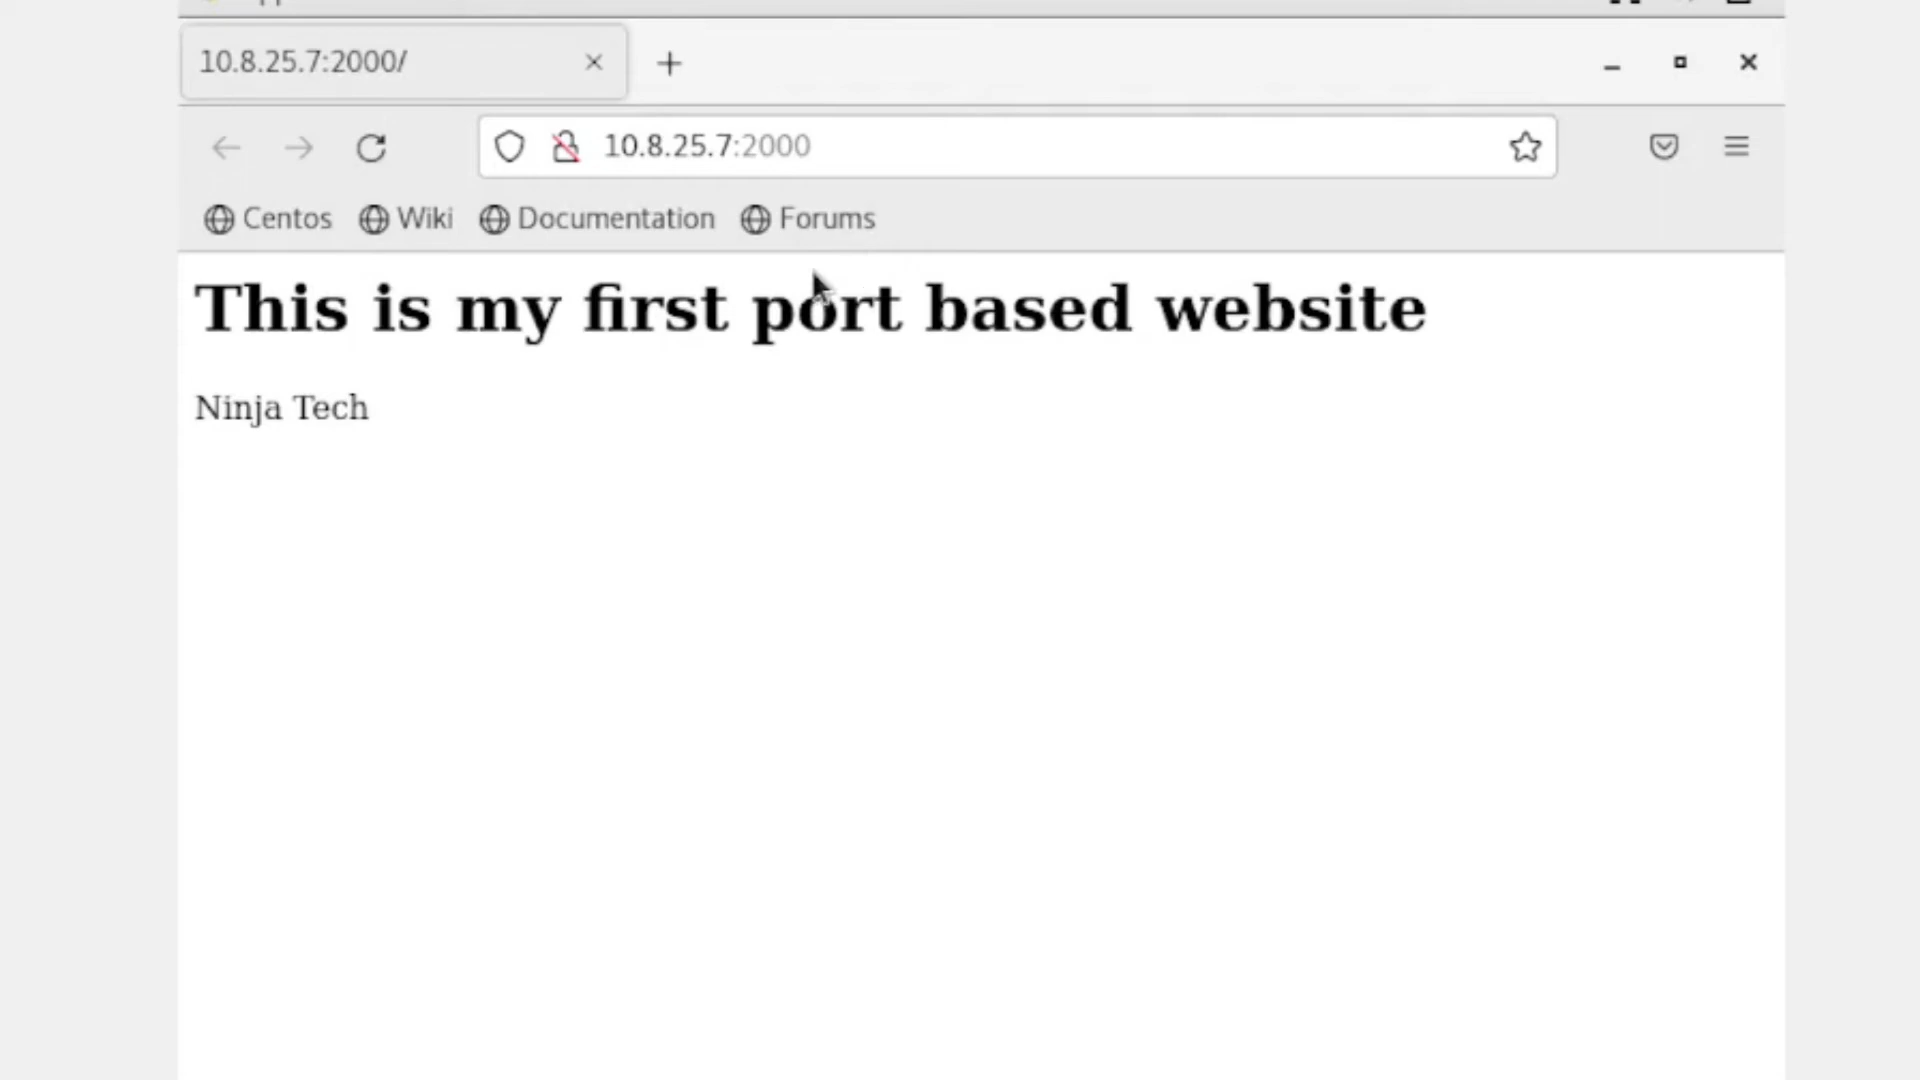 10.8.25.7:2000/
10.8.25.7:2000
Centos Wiki Documentation Forums
This is my first port based website
Ninja Tech